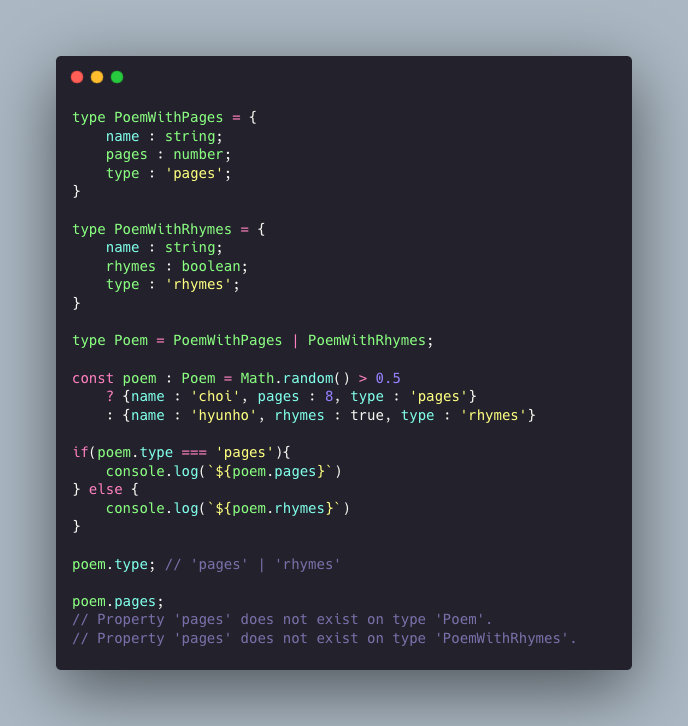 type PoemWithPages = {
    name : string;
    pages : number;
    type : 'pages';
}

type PoemWithRhymes = {
    name : string;
    rhymes : boolean;
    type : 'rhymes';
}

type Poem = PoemWithPages | PoemWithRhymes;

const poem : Poem = Math.random() > 0.5
    ? {name : 'choi', pages : 8, type : 'pages'}
    : {name : 'hyunho', rhymes : true, type : 'rhymes'}

if(poem.type === 'pages'){
    console.log(`${poem.pages}`)
} else {
    console.log(`${poem.rhymes}`)
}

poem.type; // 'pages' | 'rhymes'

poem.pages;
// Property 'pages' does not exist on type 'Poem'.
// Property 'pages' does not exist on type 'PoemWithRhymes'.